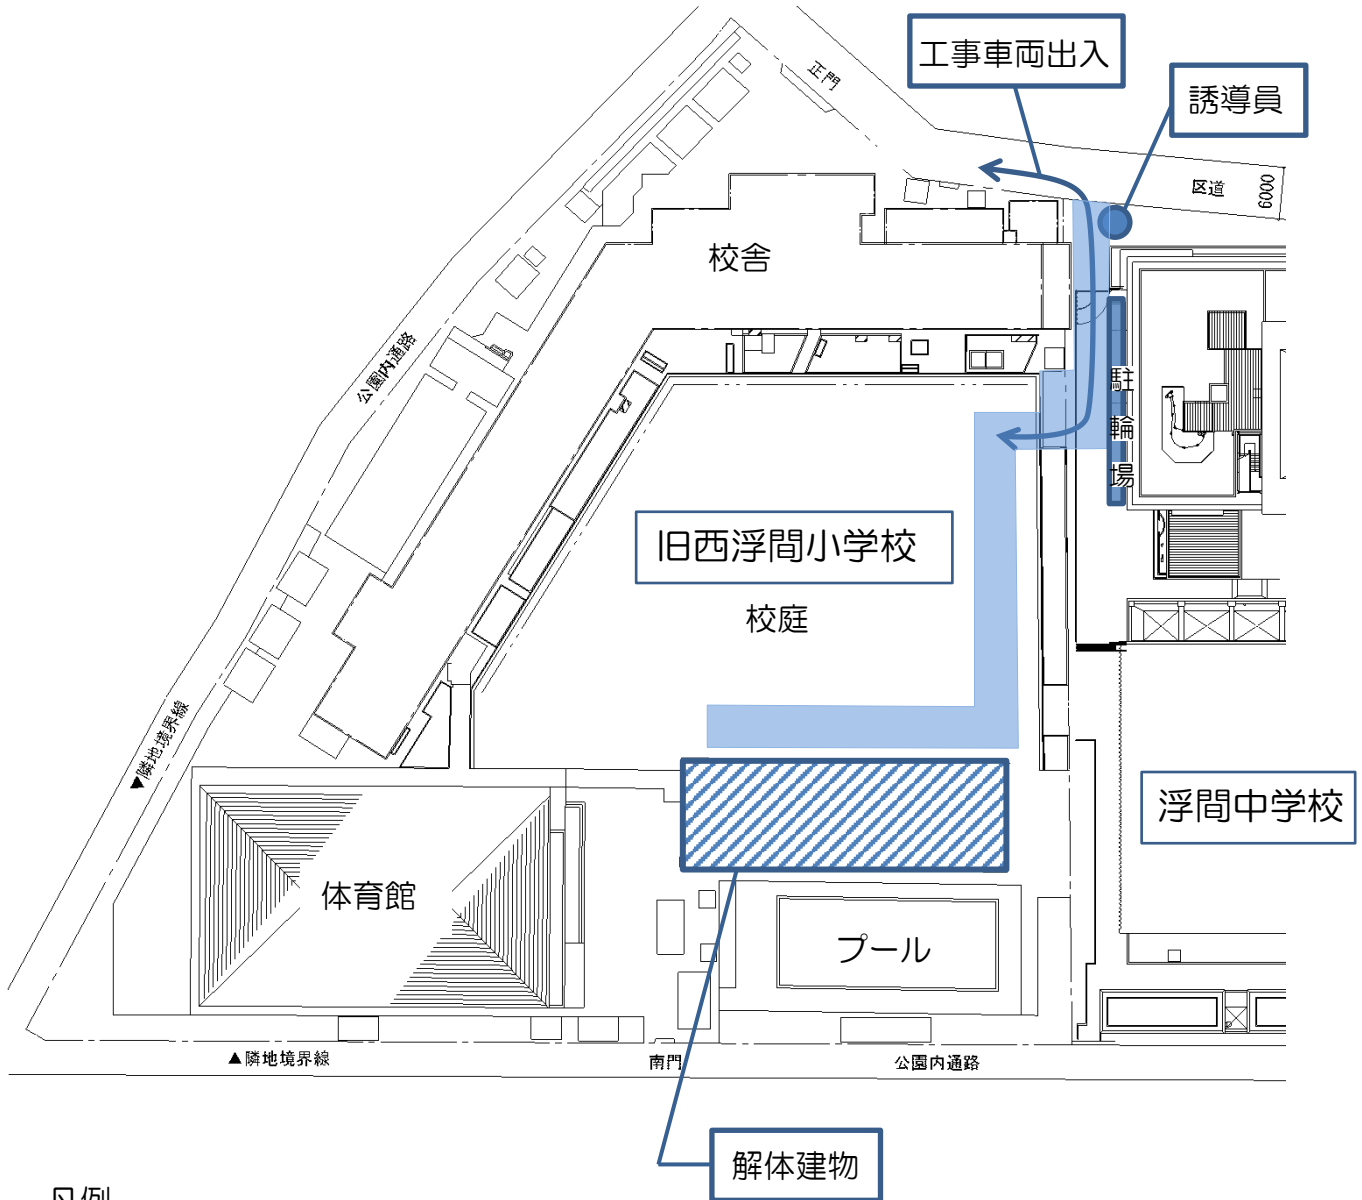 工事車両出入
正門
誘導員
区道
6000
校舎
公園内通路
駐輪場
旧西浮間小学校
校庭
▼隣地境界線
浮間中学校
体育館
プール
▲隣地境界線
南門
公園内通路
解体建物
凡例